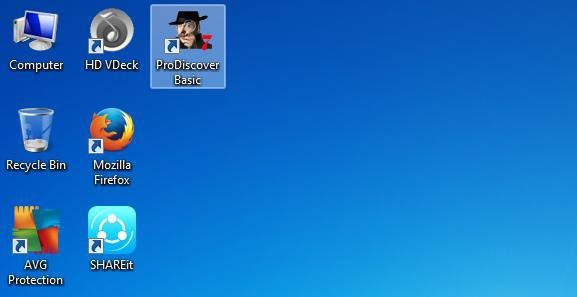 Computer
HD VDeck
ProDiscover
Basic
Recycle Bin
Mozilla
Firefox
AVG
Protection
SHAREit